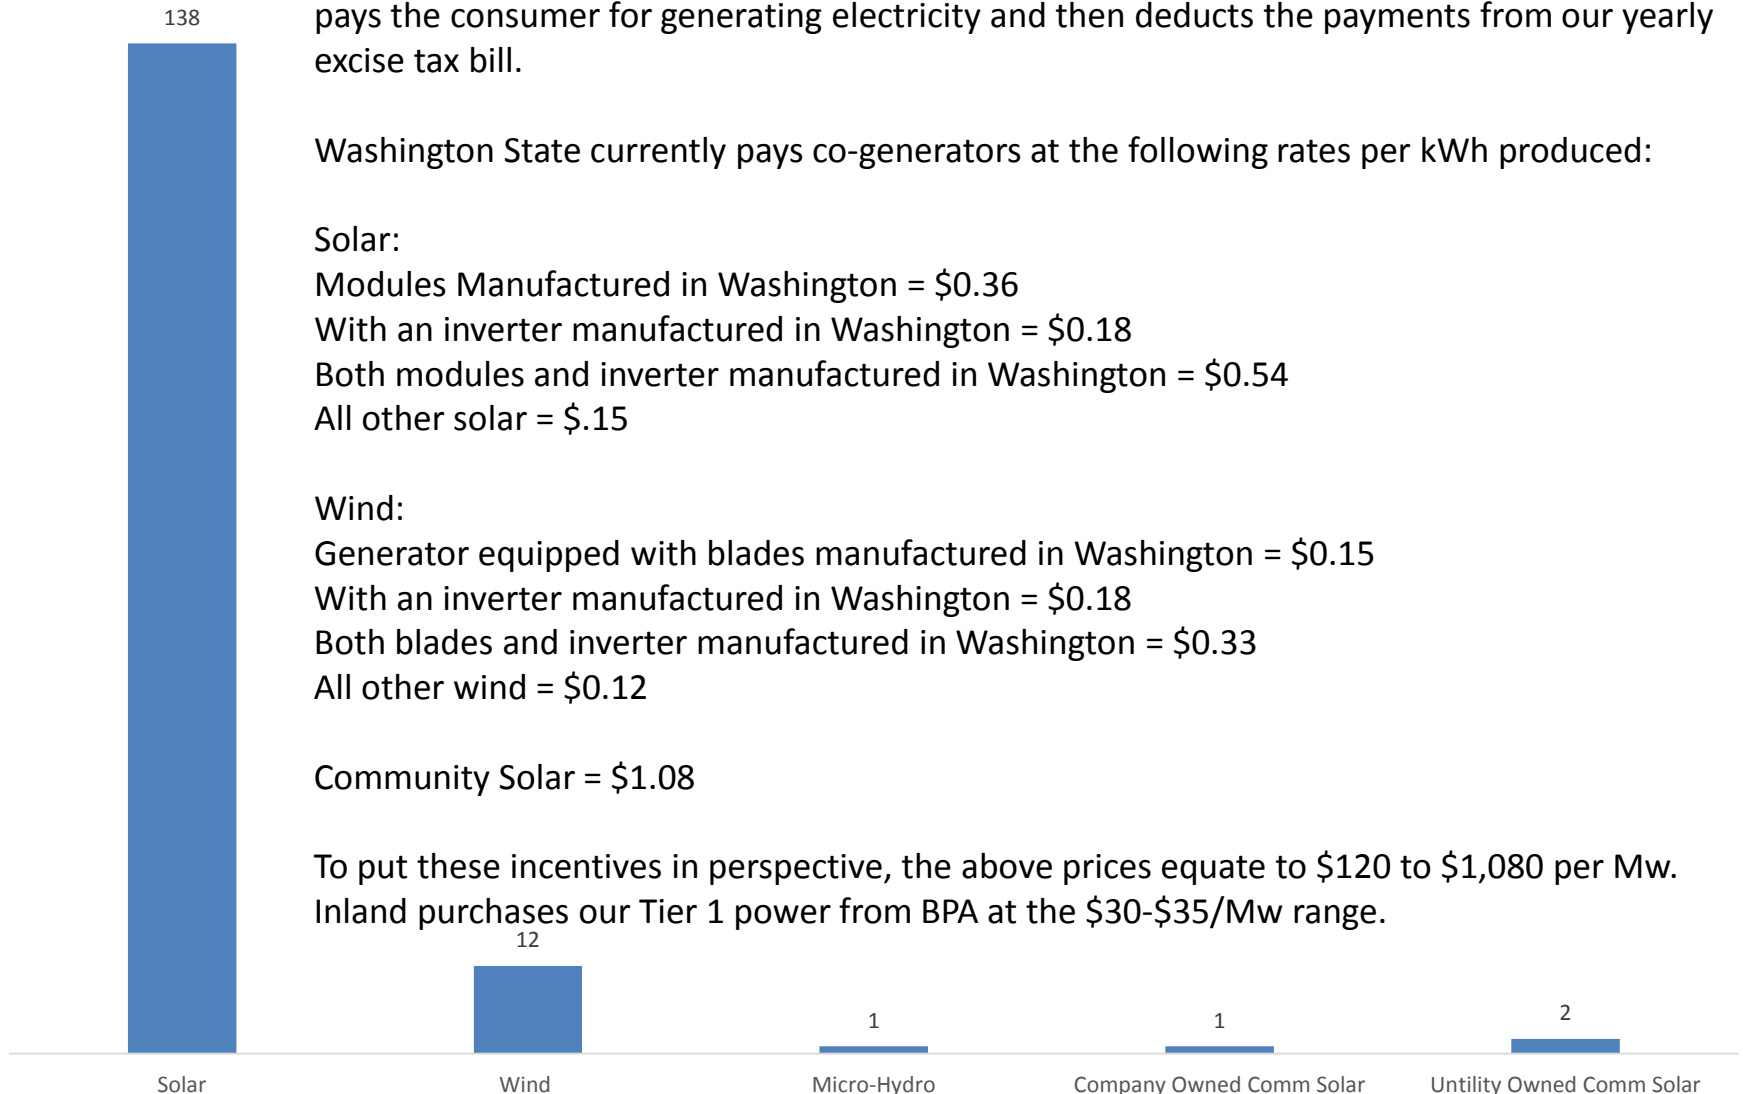 138
pays the consumer for generating electricity and then deducts the payments from our yearly
excise tax bill.
Washington State currently pays co-generators at the following rates per kWh produced:
Solar:
Modules Manufactured in Washington = $0.36
With an inverter manufactured in Washington = $0.18
Both modules and inverter manufactured in Washington = $0.54
All other solar = $.15
Wind:
Generator equipped with blades manufactured in Washington = $0.15
With an inverter manufactured in Washington = $0.18
Both blades and inverter manufactured in Washington = $0.33
All other wind = $0.12
Community Solar = $1.08
To put these incentives in perspective, the above prices equate to $120 to $1,080 per Mw.
Inland purchases our Tier 1 power from BPA at the $30-$35/Mw range.
12
1
1
2
Solar
Wind
Micro-Hydro
Company Owned Comm Solar
Untility Owned Comm Solar